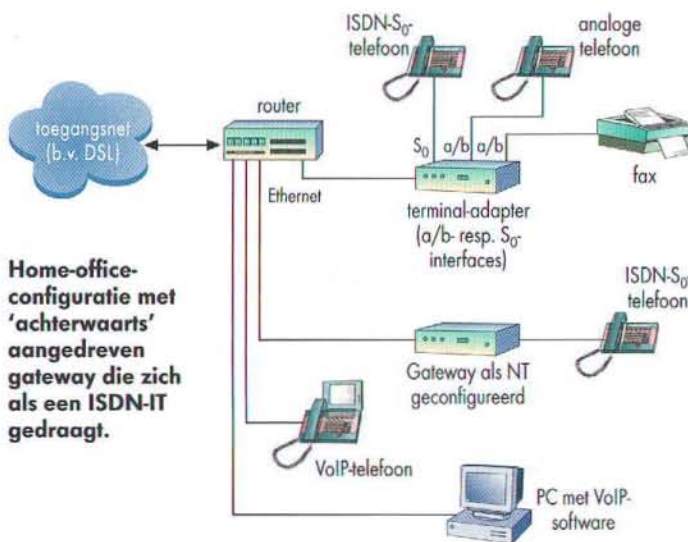 ISDN-S0-
telefoon
analoge
telefoon
router
toegangsnet
(b.v. DSL)
S0
a/b
a/b
Ethernet
fax
terminal-adapter
(a/b- resp. S0-
interfaces)
Home-office-
configuratie met
‘achterwaarts’
aangedreven
gateway die zich
als een ISDN-IT
gedraagt.
ISDN-S0-
telefoon
Gateway als NT
geconfigureerd
VoIP-telefoon
PC met VoIP-
software